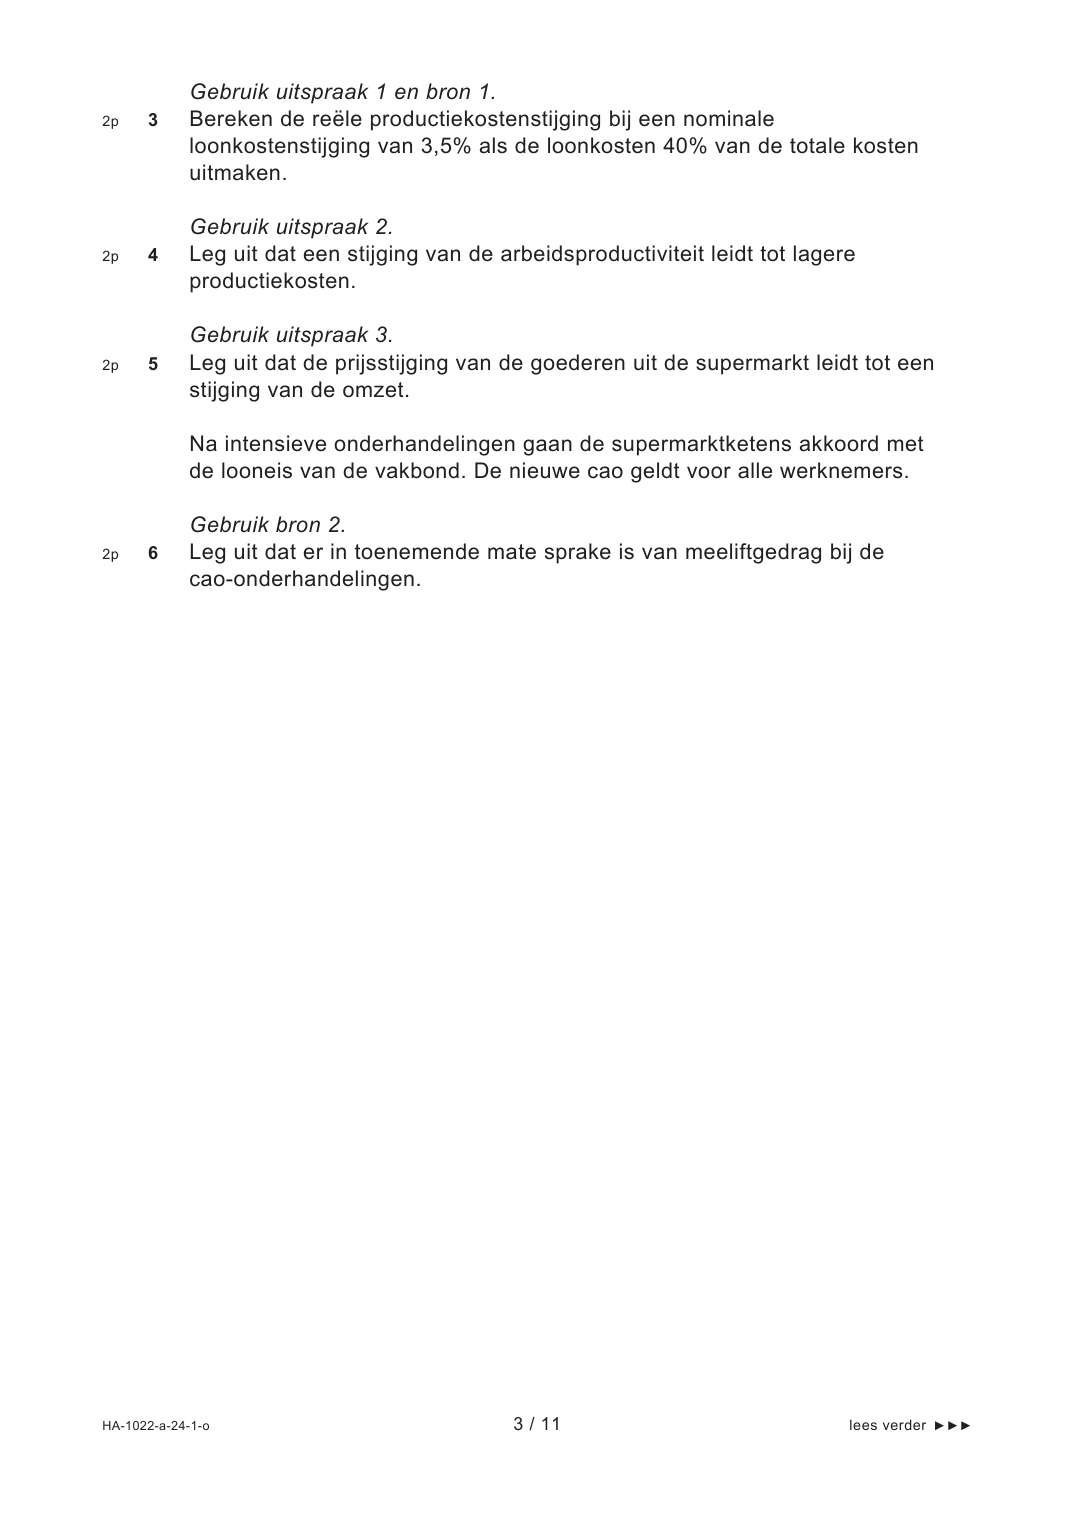 Gebruik uitspraak 1 en bron 1.
2p 3 Bereken de reële productiekostenstijging bij een nominale
loonkostenstijging van 3,5% als de loonkosten 40% van de totale kosten
uitmaken.
Gebruik uitspraak 2.
2p 4 Leg uit dat een stijging van de arbeidsproductiviteit leidt tot lagere
productiekosten.
Gebruik uitspraak 3.
2p 5 Leg uit dat de prijsstijging van de goederen uit de supermarkt leidt tot een
stijging van de omzet.
Na intensieve onderhandelingen gaan de supermarktketens akkoord met
de looneis van de vakbond. De nieuwe cao geldt voor alle werknemers.
Gebruik bron 2.
2p 6 Leg uit dat er in toenemende mate sprake is van meeliftgedrag bij de
cao-onderhandelingen.
HA-1022-a-24-1-o 3 / 11 lees verder ►►►